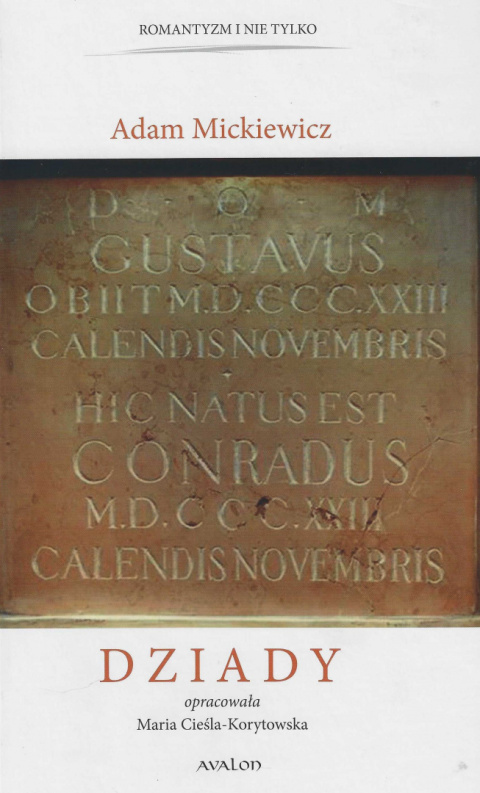 ROMANTYZM I NIE TYLKO
Adam Mickiewicz
D · O · M
GUSTAVUS
OBIIT M.D.CCC.XXIII
CALENDIS NOVEMBRIS
HIC NATUS EST
CONRADUS
M.D.CCC.XXIII
CALENDIS NOVEMBRIS
DZIADY
opracowała
Maria Cieśla-Korytowska
AVALON